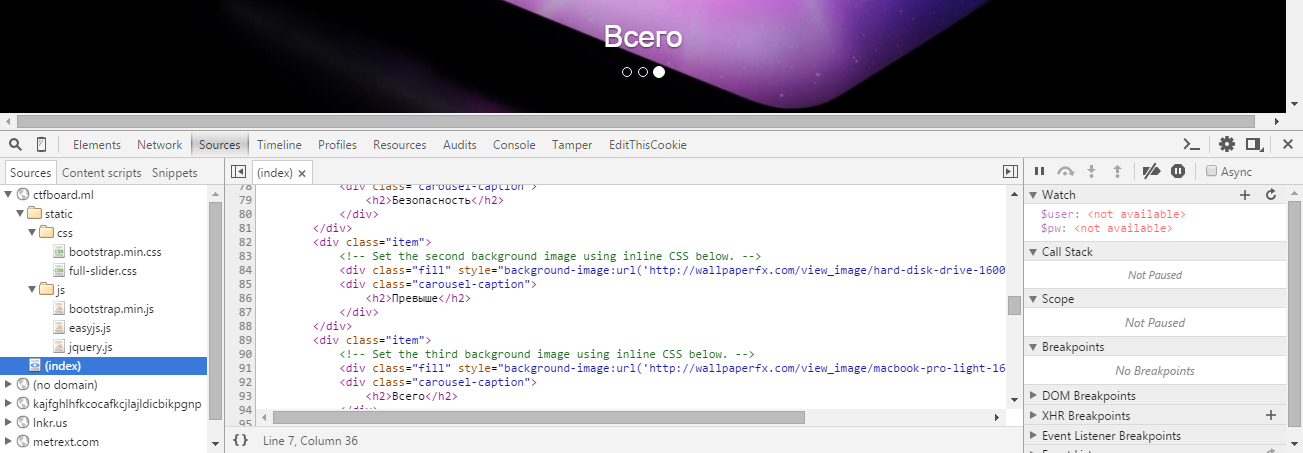 Всего
Elements Network Sources Timeline Profiles Resources Audits Console Tamper EditThisCookie
Sources Content scripts Snippets
(index) ×
Async
ctfboard.ml
static
css
bootstrap.min.css
full-slider.css
js
bootstrap.min.js
easyjs.js
jquery.js
(index)
(no domain)
kajfghlhfkcocafkcjlajldicbikpgnp
lnkr.us
metrext.com
78 <div class="carousel-caption">
79 <h2>Безопасность</h2>
80 </div>
81 </div>
82 <div class="item">
83 <!-- Set the second background image using inline CSS below. -->
84 <div class="fill" style="background-image:url('http://wallpaperfx.com/view_image/hard-disk-drive-1600
85 <div class="carousel-caption">
86 <h2>Превыше</h2>
87 </div>
88 </div>
89 <div class="item">
90 <!-- Set the third background image using inline CSS below. -->
91 <div class="fill" style="background-image:url('http://wallpaperfx.com/view_image/macbook-pro-light-16
92 <div class="carousel-caption">
93 <h2>Всего</h2>
94 </div>
95
{} Line 7, Column 36
Watch
$user: <not available>
$pw: <not available>
Call Stack
Not Paused
Scope
Not Paused
Breakpoints
No Breakpoints
DOM Breakpoints
XHR Breakpoints
Event Listener Breakpoints